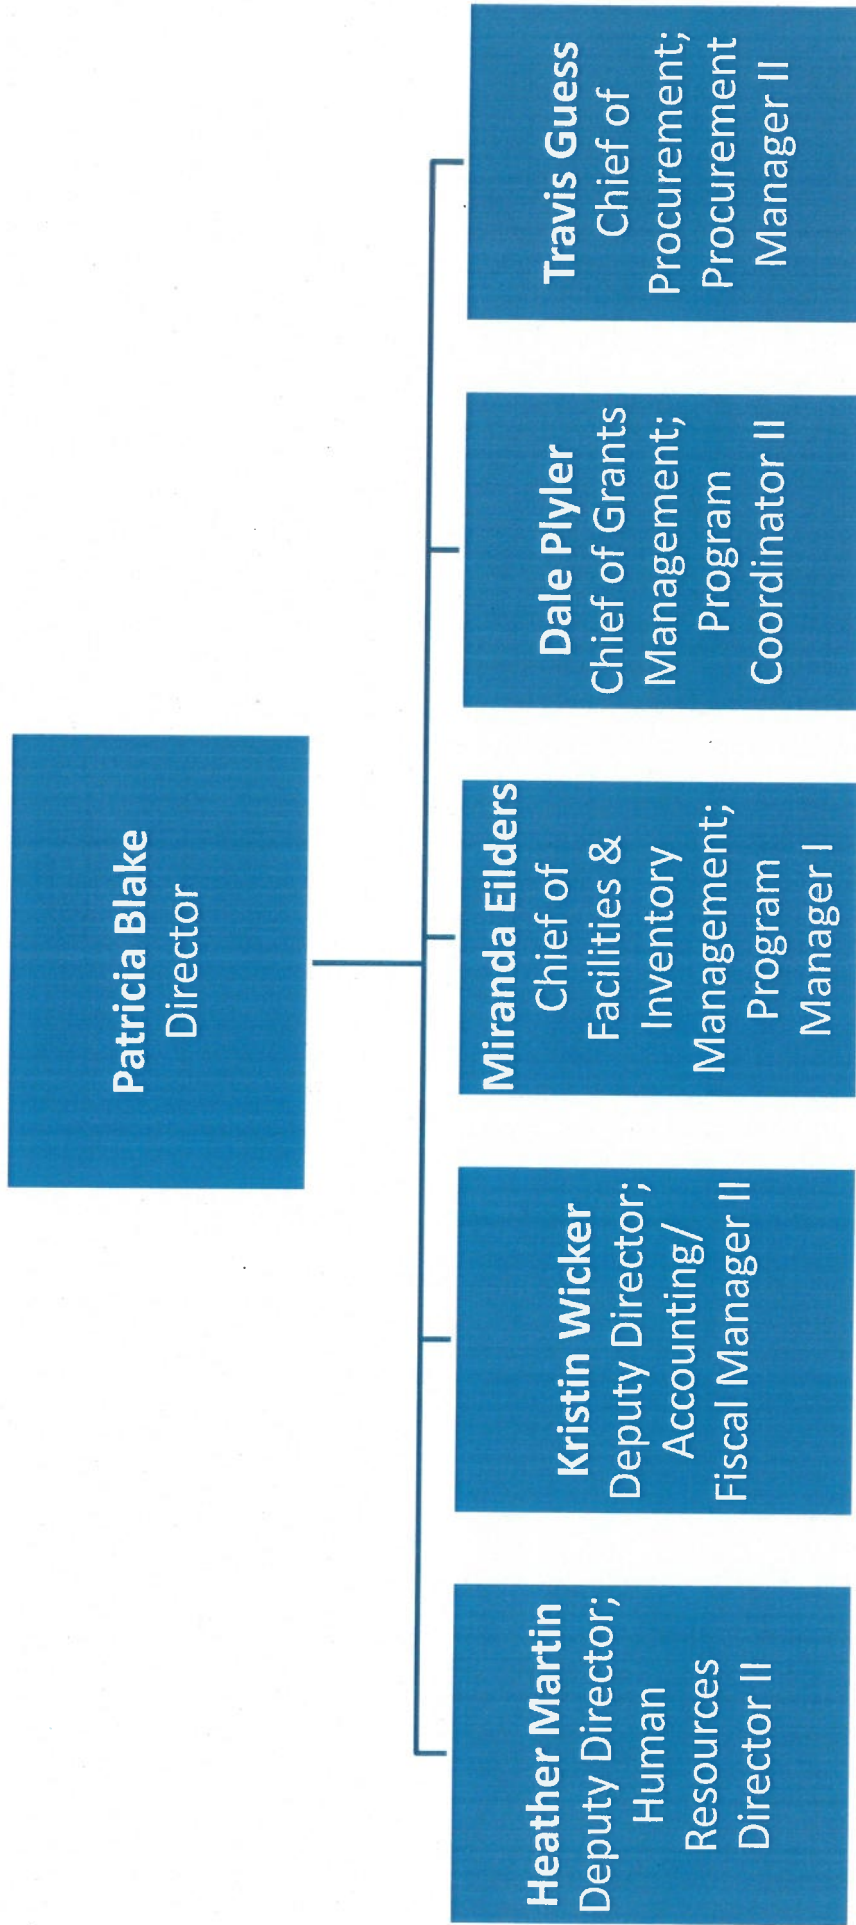 Patricia Blake
Director
Heather Martin
Deputy Director;
Human
Resources
Director II
Kristin Wicker
Deputy Director;
Accounting/
Fiscal Manager II
Miranda Eilders
Chief of
Facilities &
Inventory
Management;
Program
Manager I
Dale Plyler
Chief of Grants
Management;
Program
Coordinator II
Travis Guess
Chief of
Procurement;
Procurement
Manager II